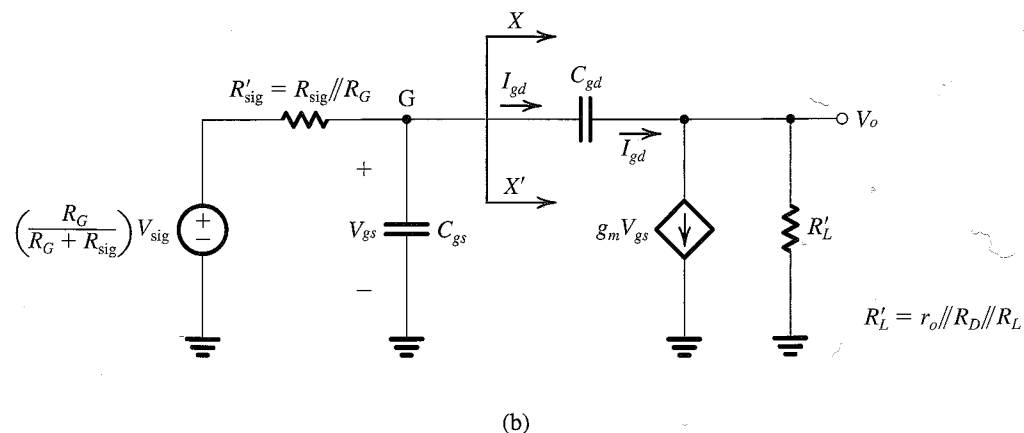 X
R'sig = Rsig//RG
G
Igd
Cgd
Vo
Igd
+
X'
(RG / (RG + Rsig)) Vsig
+
−
Vgs
Cgs
gmVgs
R'L
−
R'L = ro//RD//RL
(b)